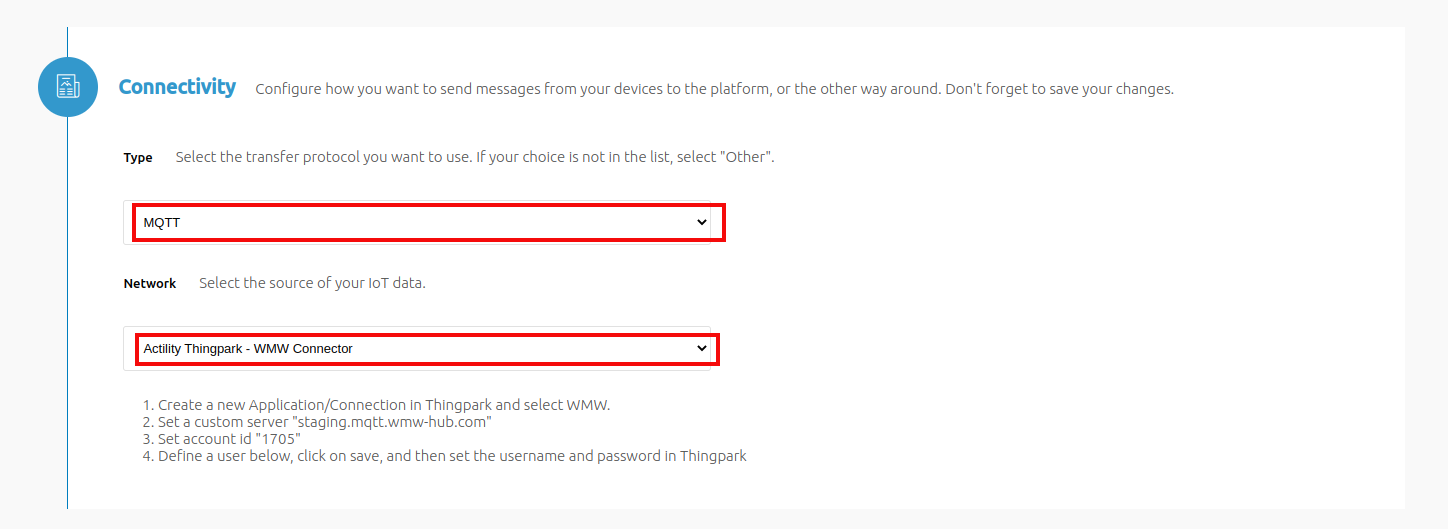 Connectivity Configure how you want to send messages from your devices to the platform, or the other way around. Don't forget to save your changes.
Type Select the transfer protocol you want to use. If your choice is not in the list, select "Other".
MQTT
Network Select the source of your IoT data.
Actility Thingpark - WMW Connector
1. Create a new Application/Connection in Thingpark and select WMW.
2. Set a custom server "staging.mqtt.wmw-hub.com"
3. Set account id "1705"
4. Define a user below, click on save, and then set the username and password in Thingpark